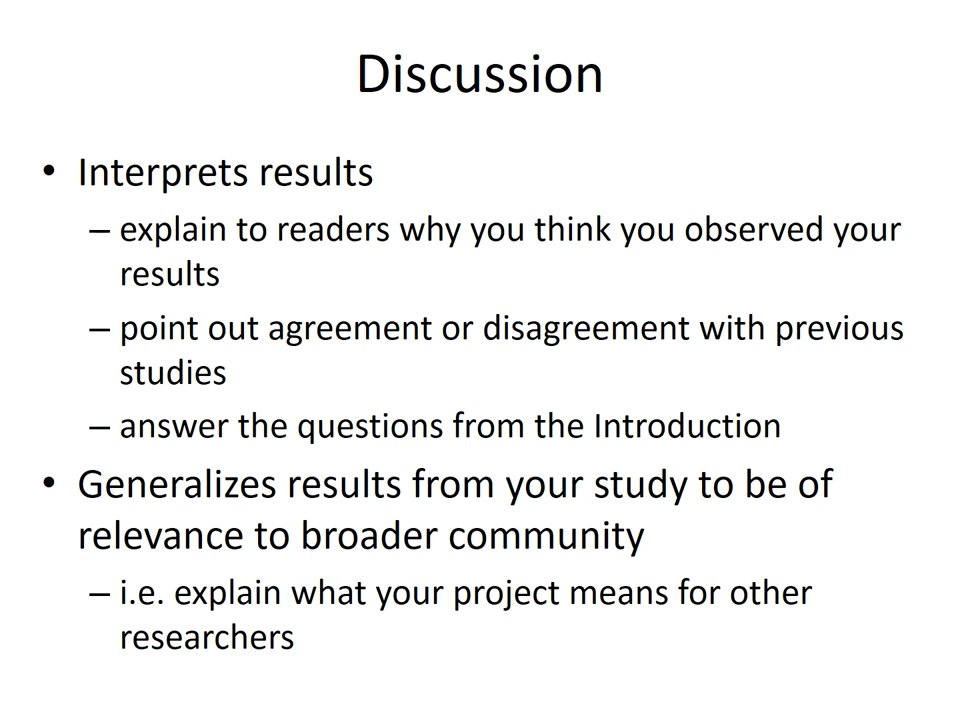 Discussion
• Interprets results
– explain to readers why you think you observed your
results
– point out agreement or disagreement with previous
studies
– answer the questions from the Introduction
• Generalizes results from your study to be of
relevance to broader community
– i.e. explain what your project means for other
researchers